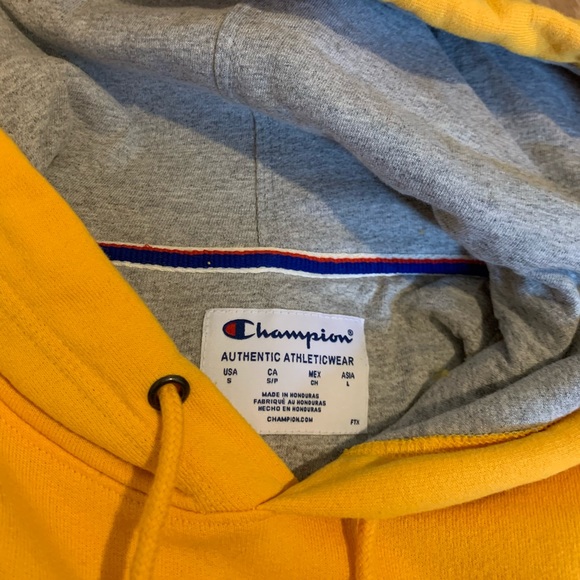 Champion®
AUTHENTIC ATHLETICWEAR
USA CA MEX ASIA
S S/P CH L
MADE IN HONDURAS
FABRIQUÉ AU HONDURAS
HECHO EN HONDURAS
CHAMPION.COM FTX